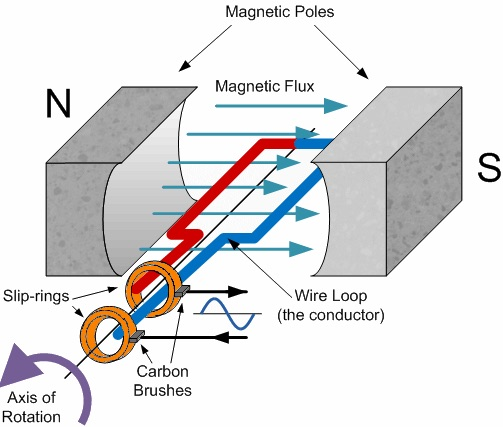 Magnetic Poles
Magnetic Flux
N
S
Slip-rings
Wire Loop
(the conductor)
Carbon
Brushes
Axis of
Rotation